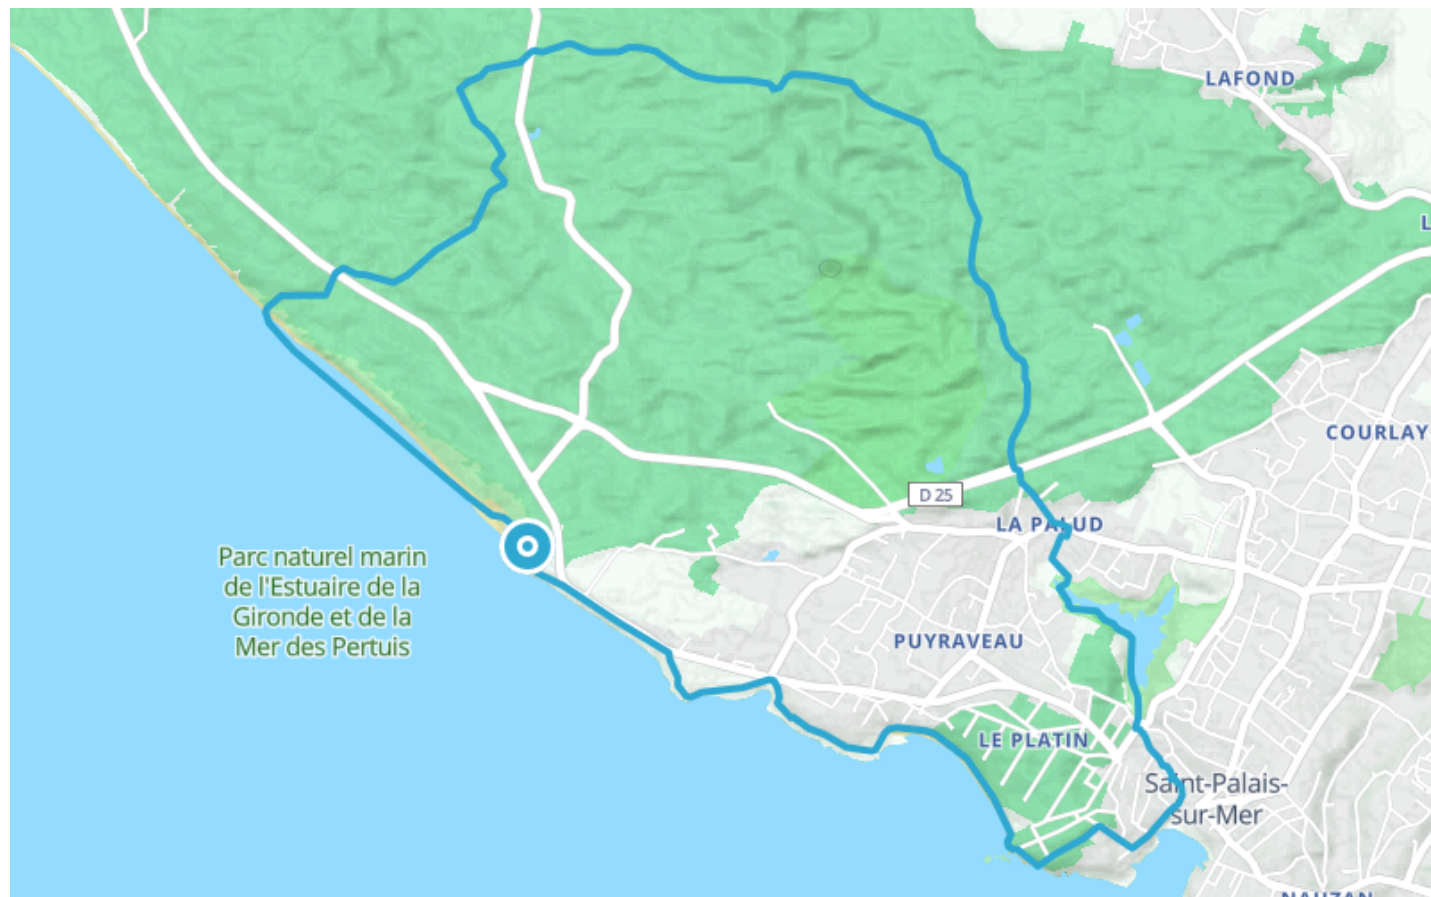 LAFOND
L
COURLAY
D 25
LA PALUD
Parc naturel marin
de l'Estuaire de la
Gironde et de la
Mer des Pertuis
PUYRAVEAU
LE PLATIN
Saint-Palais-
sur-Mer
NAUZAN